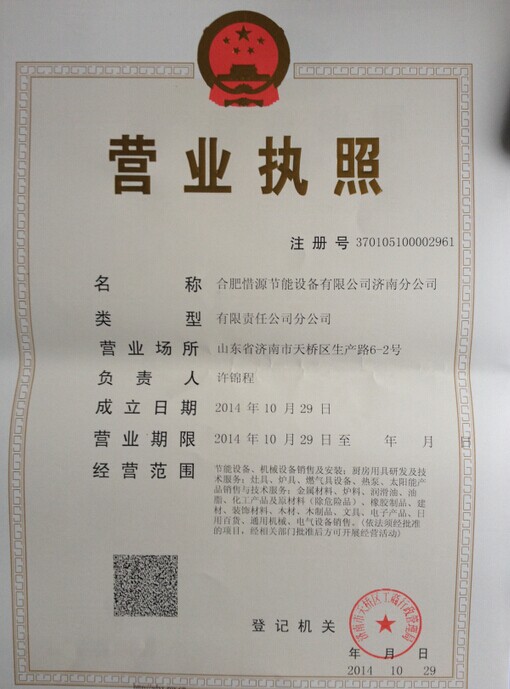 营业执照
注册号 370105100002961
名称 合肥惜源节能设备有限公司济南分公司
类型 有限责任公司分公司
营业场所 山东省济南市天桥区生产路6-2号
负责人 许锦程
成立日期 2014 年 10 月 29 日
营业期限 2014 年 10 月 29 日 至 年 月 日
经营范围 节能设备、机械设备销售及安装；厨房用具研发及技
术服务；灶具、炉具、燃气具设备、热泵、太阳能产
品销售与技术服务；金属材料、炉料、润滑油、油
脂、化工产品及原材料（除危险品）、橡胶制品、建
材、装饰材料、木材、木制品、文具、电子产品、日
用百货、通用机械、电气设备销售。（依法须经批准
的项目，经相关部门批准后方可开展经营活动）
登记机关
济南市天桥区工商行政管理局
年 月 日
2014 10 29